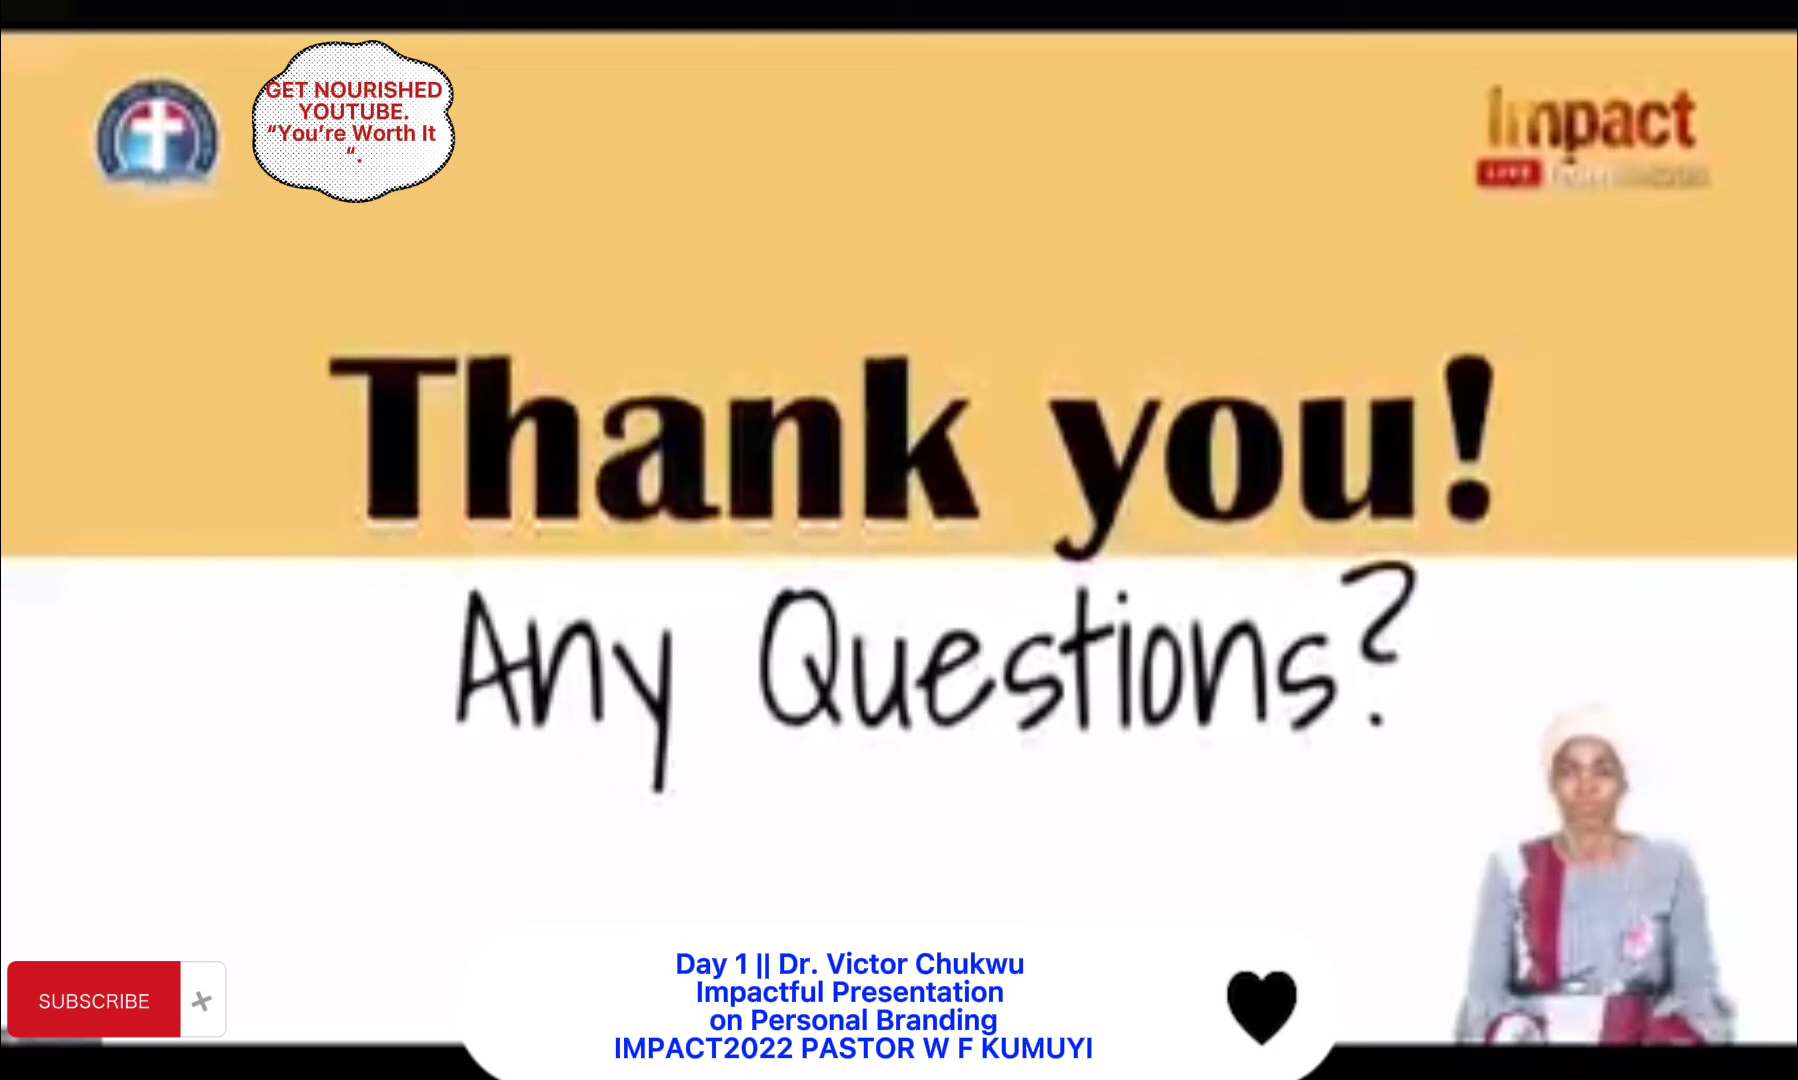 GET NOURISHED
YOUTUBE.
“You’re Worth It
“.
Impact
LIVE
Thank you!
Any Questions?
SUBSCRIBE
Day 1 || Dr. Victor Chukwu
Impactful Presentation
on Personal Branding
IMPACT2022 PASTOR W F KUMUYI